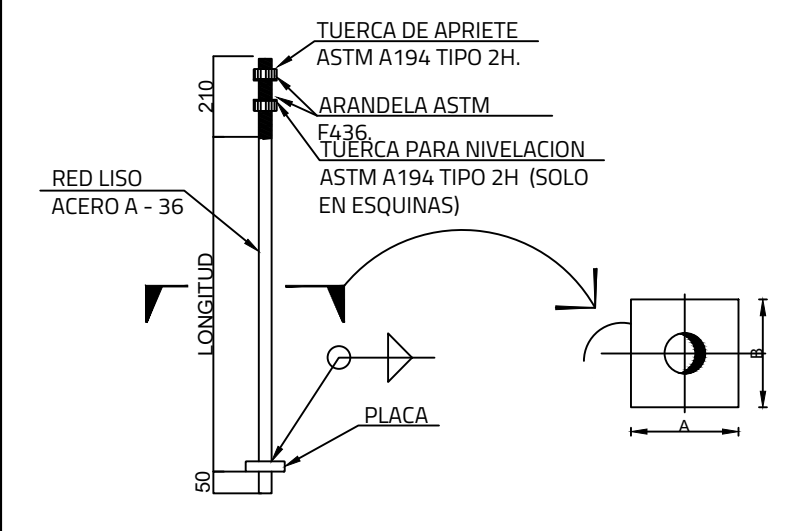 TUERCA DE APRIETE
ASTM A194 TIPO 2H.
210
ARANDELA ASTM
F436.
TUERCA PARA NIVELACION
ASTM A194 TIPO 2H (SOLO
EN ESQUINAS)
RED LISO
ACERO A - 36
LONGITUD
PLACA
50
A
B